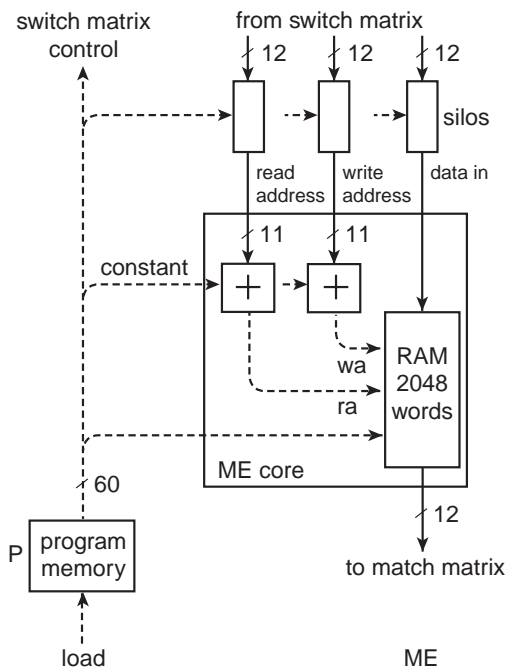 switch matrix
control
from switch matrix
12
12
12
silos
read
address
write
address
data in
11
11
constant
+
+
wa
ra
RAM
2048
words
ME core
60
12
P
program
memory
to match matrix
load
ME